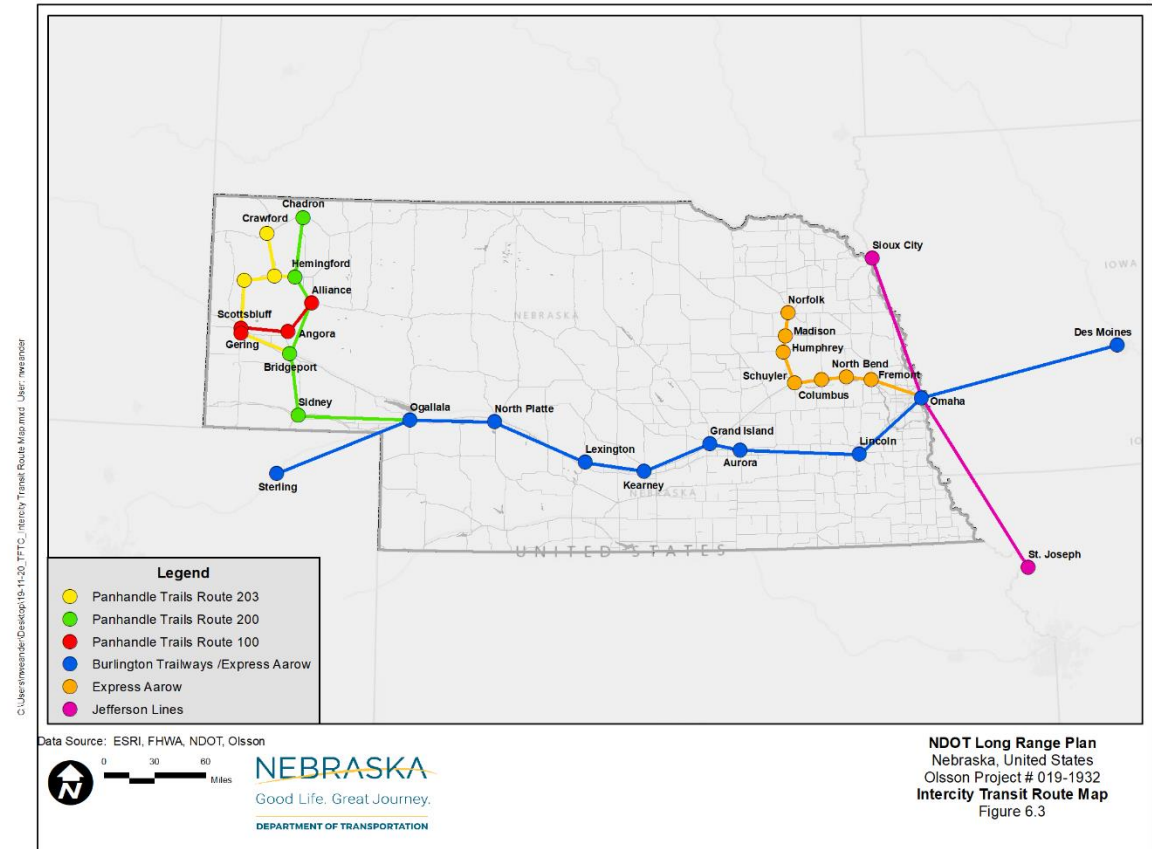 Chadron
Crawford
Hemingford
Alliance
Scottsbluff
Angora
Gering
Bridgeport
Sidney
Ogallala
North Platte
Sterling
Lexington
Kearney
Grand Island
Aurora
Lincoln
Omaha
Sioux City
Norfolk
Madison
Humphrey
Schuyler
Columbus
North Bend
Fremont
Des Moines
St. Joseph
NEBRASKA
NEBRASKA
IOWA
UNITED STATES
Legend
Panhandle Trails Route 203
Panhandle Trails Route 200
Panhandle Trails Route 100
Burlington Trailways /Express Aarow
Express Aarow
Jefferson Lines
Data Source: ESRI, FHWA, NDOT, Olsson
N
0 30 60
Miles
NEBRASKA
Good Life. Great Journey.
DEPARTMENT OF TRANSPORTATION
NDOT Long Range Plan
Nebraska, United States
Olsson Project # 019-1932
Intercity Transit Route Map
Figure 6.3